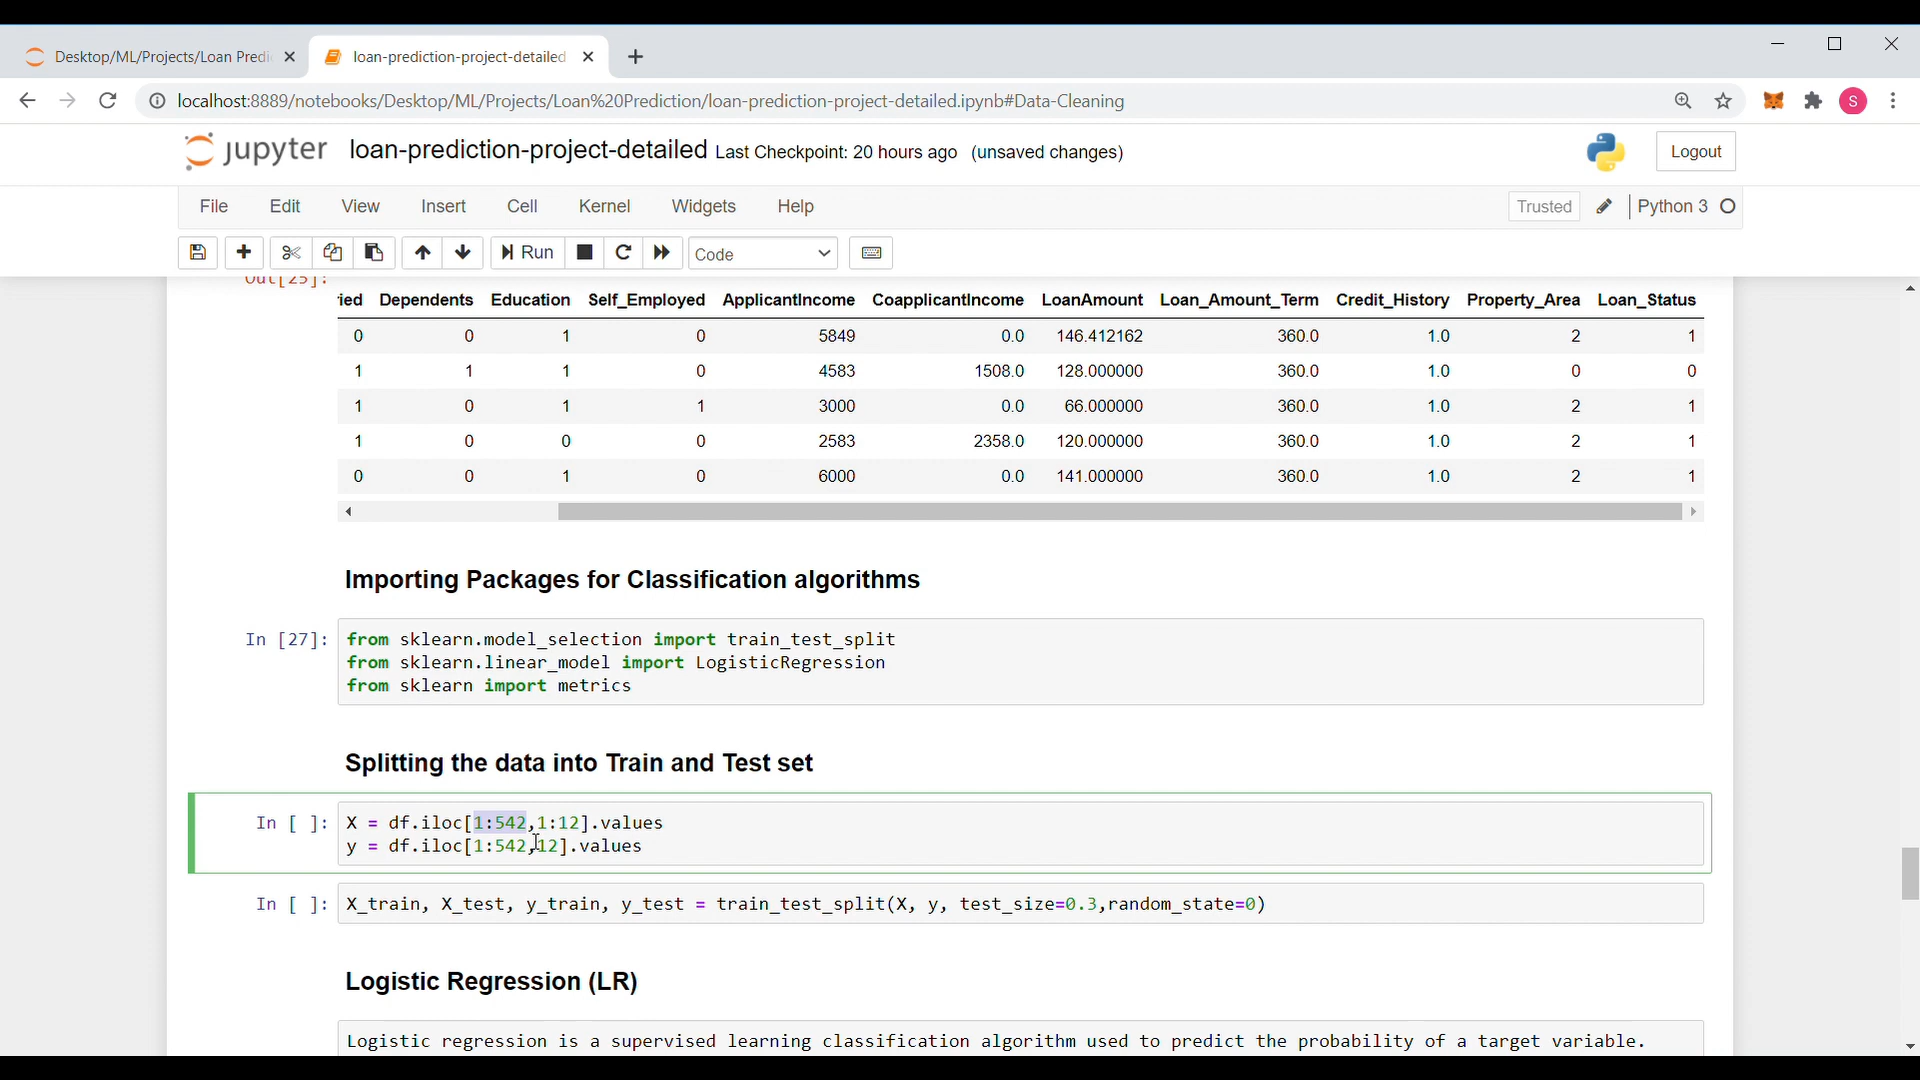 Desktop/ML/Projects/Loan Predi
loan-prediction-project-detailed
localhost:8889/notebooks/Desktop/ML/Projects/Loan%20Prediction/loan-prediction-project-detailed.ipynb#Data-Cleaning
S
jupyter loan-prediction-project-detailed Last Checkpoint: 20 hours ago (unsaved changes)
Logout
File Edit View Insert Cell Kernel Widgets Help
Trusted Python 3
Run Code
Out[25]:
ied Dependents Education Self_Employed ApplicantIncome CoapplicantIncome LoanAmount Loan_Amount_Term Credit_History Property_Area Loan_Status
0 0 1 0 5849 0.0 146.412162 360.0 1.0 2 1
1 1 1 0 4583 1508.0 128.000000 360.0 1.0 0 0
1 0 1 1 3000 0.0 66.000000 360.0 1.0 2 1
1 0 0 0 2583 2358.0 120.000000 360.0 1.0 2 1
0 0 1 0 6000 0.0 141.000000 360.0 1.0 2 1
Importing Packages for Classification algorithms
In [27]: from sklearn.model_selection import train_test_split
from sklearn.linear_model import LogisticRegression
from sklearn import metrics
Splitting the data into Train and Test set
In [ ]: X = df.iloc[1:542,1:12].values
y = df.iloc[1:542,12].values
In [ ]: X_train, X_test, y_train, y_test = train_test_split(X, y, test_size=0.3,random_state=0)
Logistic Regression (LR)
Logistic regression is a supervised learning classification algorithm used to predict the probability of a target variable.